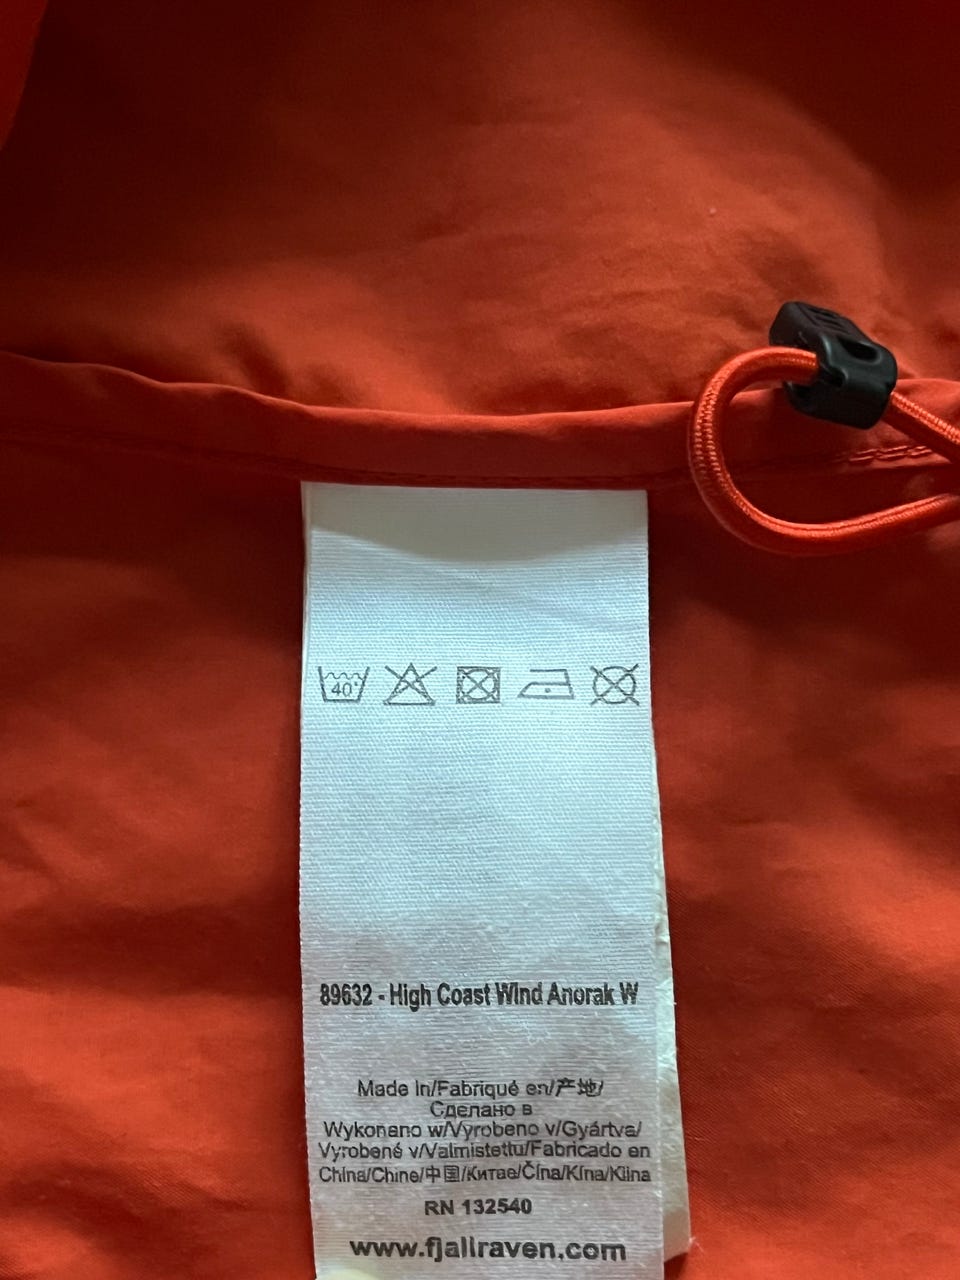 40°
89632 - High Coast Wind Anorak W
Made in/Fabriqué en/产地/
Сделано в
Wykonano w/Vyrobeno v/Gyártva/
Vyrobené v/Valmistettu/Fabricado en
China/Chine/中国/Китае/Čína/Kína/Kiina
RN 132540
www.fjallraven.com